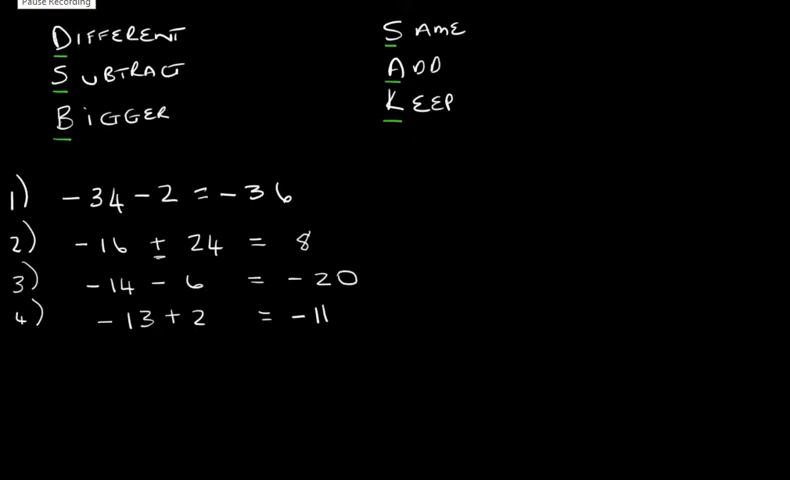 Pause Recording
DIFFERENT
SUBTRACT
BIGGER
SAME
ADD
KEEP
1) -34 - 2 = -36
2) -16 + 24 = 8
3) -14 - 6 = -20
4) -13 + 2 = -11